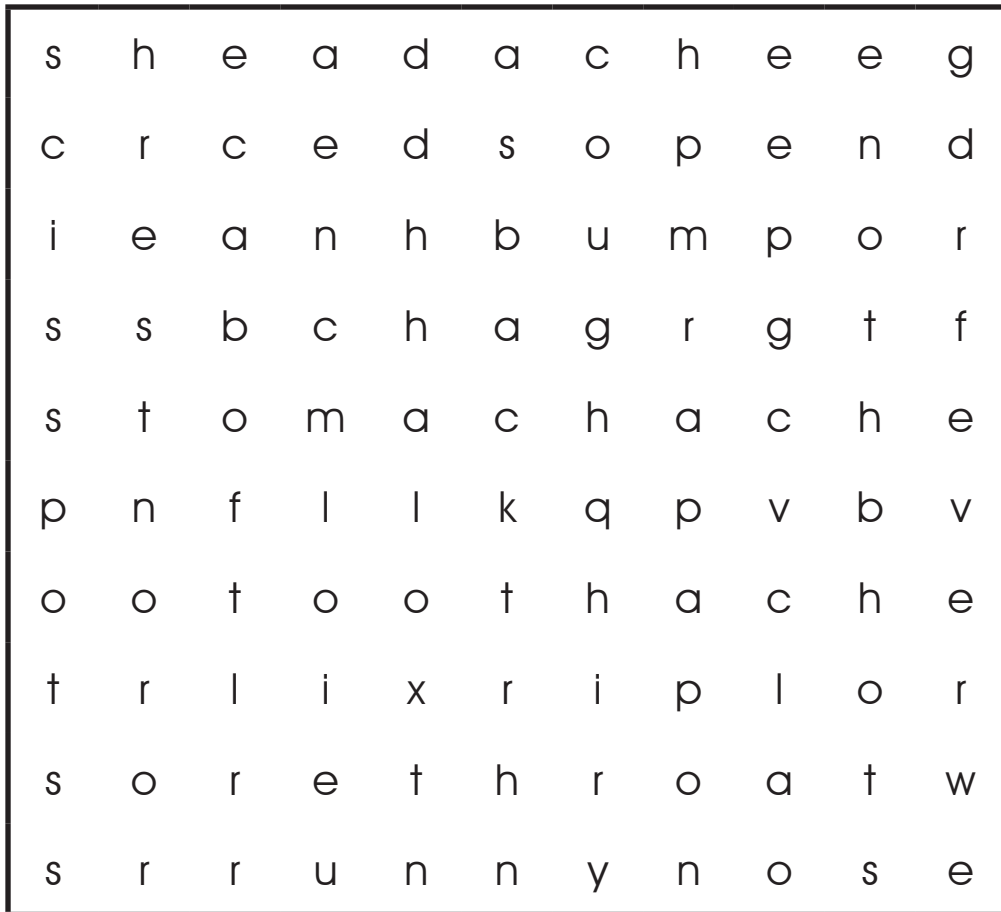 s h e a d a c h e e g
c r c e d s o p e n d
i e a n h b u m p o r
s s b c h a g r g t f
s t o m a c h a c h e
p n f l l k q p v b v
o o t o o t h a c h e
t r l i x r i p l o r
s o r e t h r o a t w
s r r u n n y n o s e